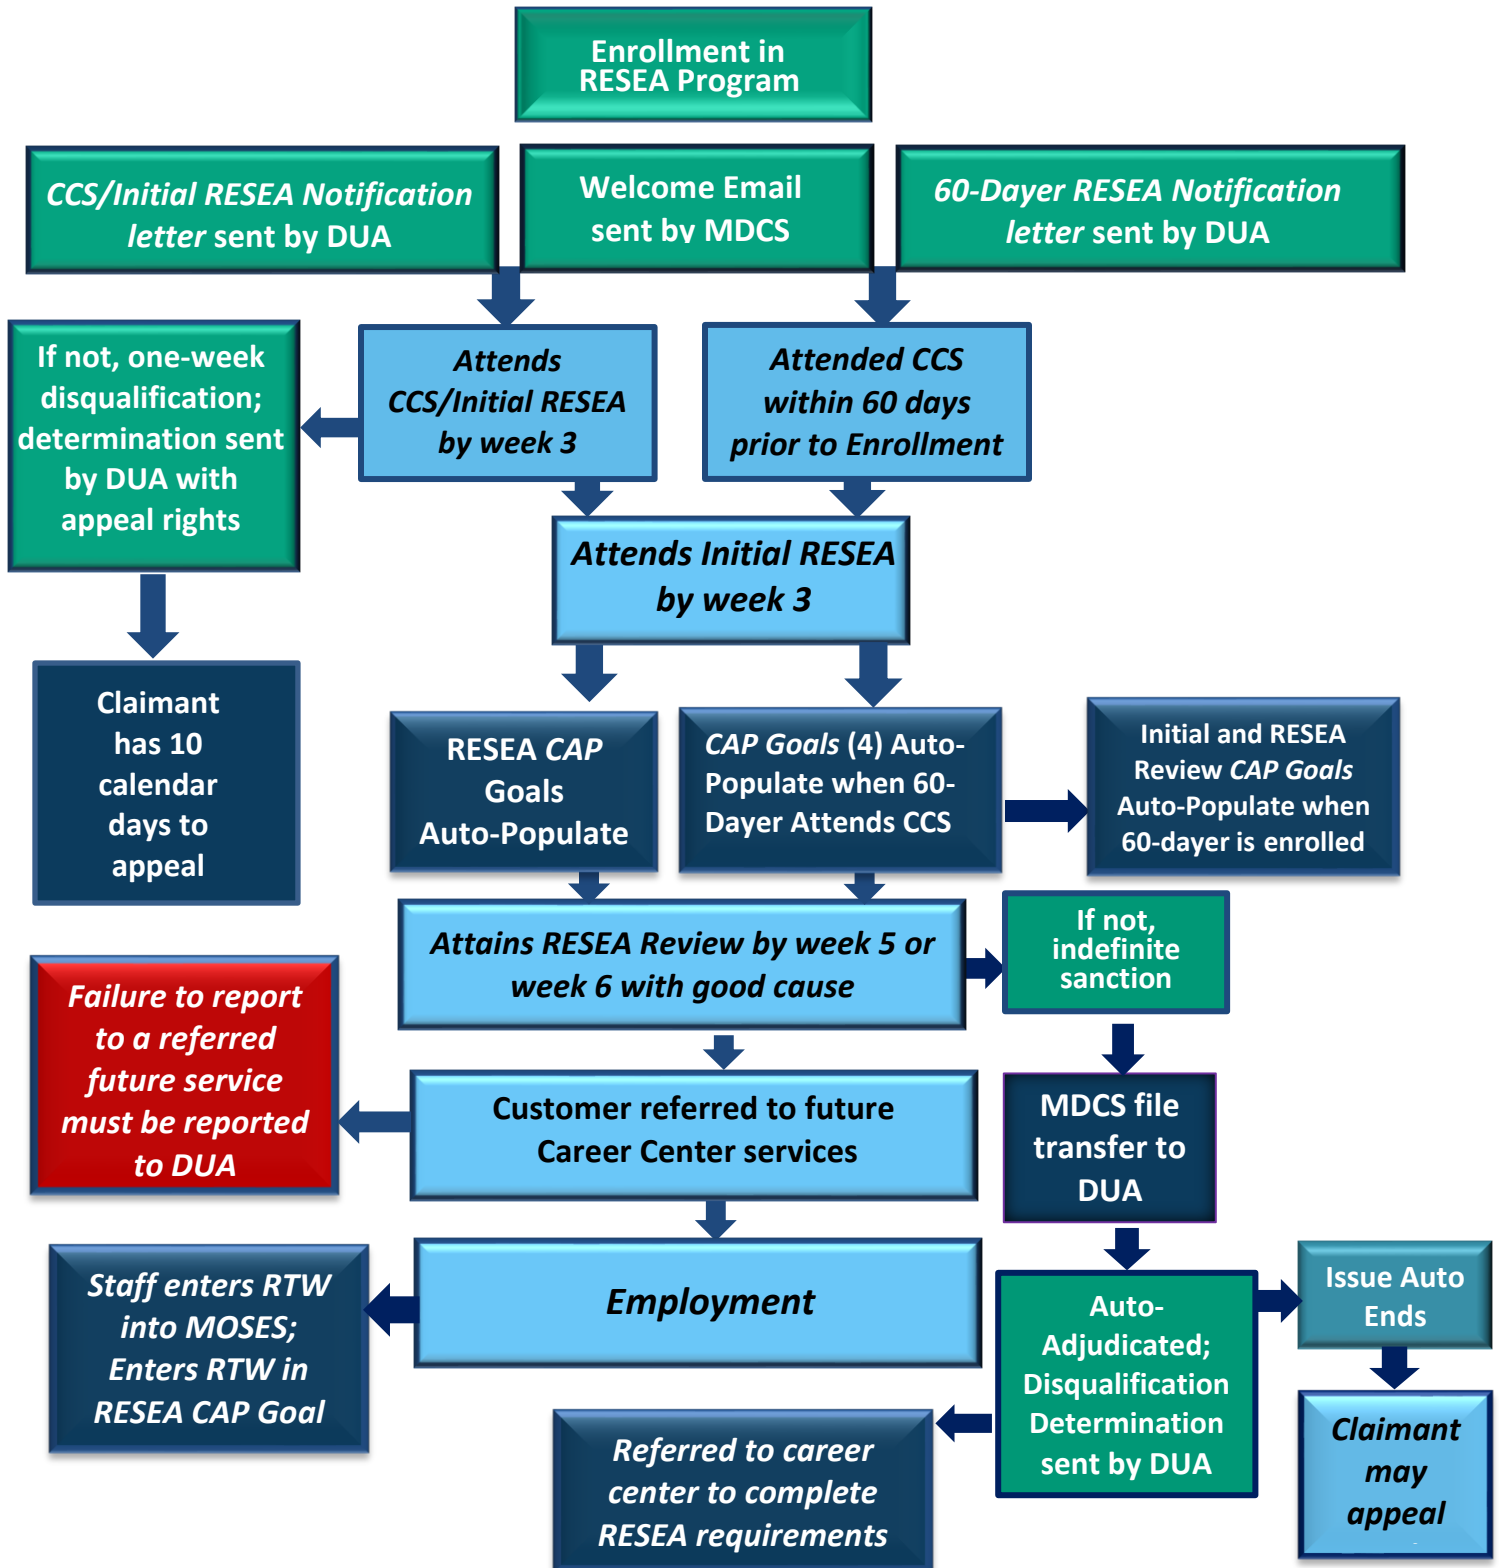 Enrollment in
RESEA Program
CCS/Initial RESEA Notification
letter sent by DUA
Welcome Email
sent by MDCS
60-Dayer RESEA Notification
letter sent by DUA
If not, one-week
disqualification;
determination sent
by DUA with
appeal rights
Attends
CCS/Initial RESEA
by week 3
Attended CCS
within 60 days
prior to Enrollment
Attends Initial RESEA
by week 3
Claimant
has 10
calendar
days to
appeal
RESEA CAP
Goals
Auto-Populate
CAP Goals (4) Auto-
Populate when 60-
Dayer Attends CCS
Initial and RESEA
Review CAP Goals
Auto-Populate when
60-dayer is enrolled
Attains RESEA Review by week 5 or
week 6 with good cause
If not,
indefinite
sanction
Failure to report
to a referred
future service
must be reported
to DUA
Customer referred to future
Career Center services
MDCS file
transfer to
DUA
Staff enters RTW
into MOSES;
Enters RTW in
RESEA CAP Goal
Employment
Auto-
Adjudicated;
Disqualification
Determination
sent by DUA
Issue Auto
Ends
Referred to career
center to complete
RESEA requirements
Claimant
may
appeal